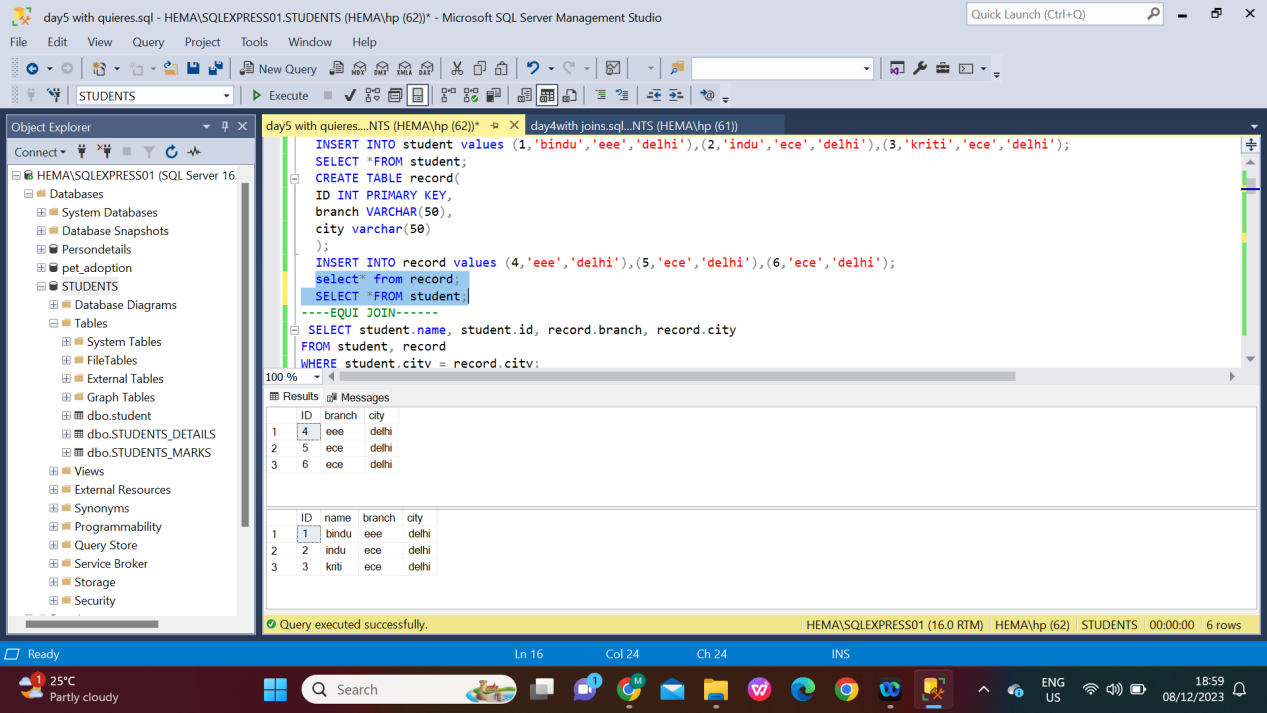 day5 with quieres.sql - HEMA\SQLEXPRESS01.STUDENTS (HEMA\hp (62))* - Microsoft SQL Server Management Studio
Quick Launch (Ctrl+Q)
File Edit View Query Project Tools Window Help
New Query MDX DMX XMLA DAX
STUDENTS Execute
Object Explorer
day5 with quieres....NTS (HEMA\hp (62))* day4with joins.sql...NTS (HEMA\hp (61))
Connect
HEMA\SQLEXPRESS01 (SQL Server 16.
Databases
System Databases
Database Snapshots
Persondetails
pet_adoption
STUDENTS
Database Diagrams
Tables
System Tables
FileTables
External Tables
Graph Tables
dbo.student
dbo.STUDENTS_DETAILS
dbo.STUDENTS_MARKS
Views
External Resources
Synonyms
Programmability
Query Store
Service Broker
Storage
Security
INSERT INTO student values (1,'bindu','eee','delhi'),(2,'indu','ece','delhi'),(3,'kriti','ece','delhi');
SELECT *FROM student;
CREATE TABLE record(
ID INT PRIMARY KEY,
branch VARCHAR(50),
city varchar(50)
);
INSERT INTO record values (4,'eee','delhi'),(5,'ece','delhi'),(6,'ece','delhi');
select* from record;
SELECT *FROM student;
----EQUI JOIN------
SELECT student.name, student.id, record.branch, record.city
FROM student, record
WHERE student.city = record.city;
100 %
Results Messages
ID branch city
1 4 eee delhi
2 5 ece delhi
3 6 ece delhi
ID name branch city
1 1 bindu eee delhi
2 2 indu ece delhi
3 3 kriti ece delhi
Query executed successfully. HEMA\SQLEXPRESS01 (16.0 RTM) HEMA\hp (62) STUDENTS 00:00:00 6 rows
Ready Ln 16 Col 24 Ch 24 INS
1 25°C
Partly cloudy
Search
1
M
ENG
US
18:59
08/12/2023